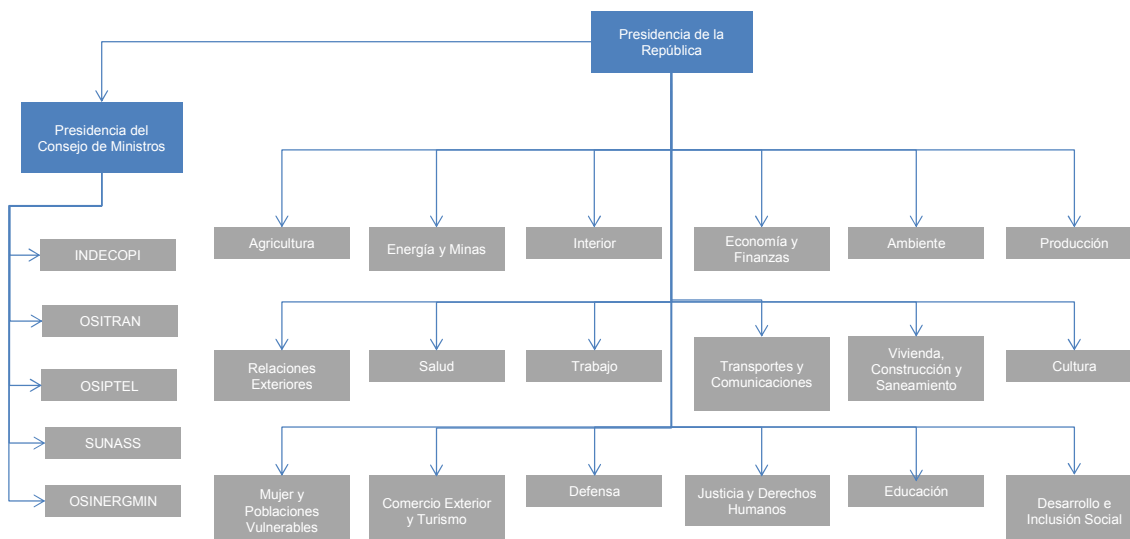 Presidencia de la
República
Presidencia del
Consejo de Ministros
INDECOPI
OSITRAN
OSIPTEL
SUNASS
OSINERGMIN
Agricultura
Energía y Minas
Interior
Economía y
Finanzas
Ambiente
Producción
Relaciones
Exteriores
Salud
Trabajo
Transportes y
Comunicaciones
Vivienda,
Construcción y
Saneamiento
Cultura
Mujer y
Poblaciones
Vulnerables
Comercio Exterior
y Turismo
Defensa
Justicia y Derechos
Humanos
Educación
Desarrollo e
Inclusión Social